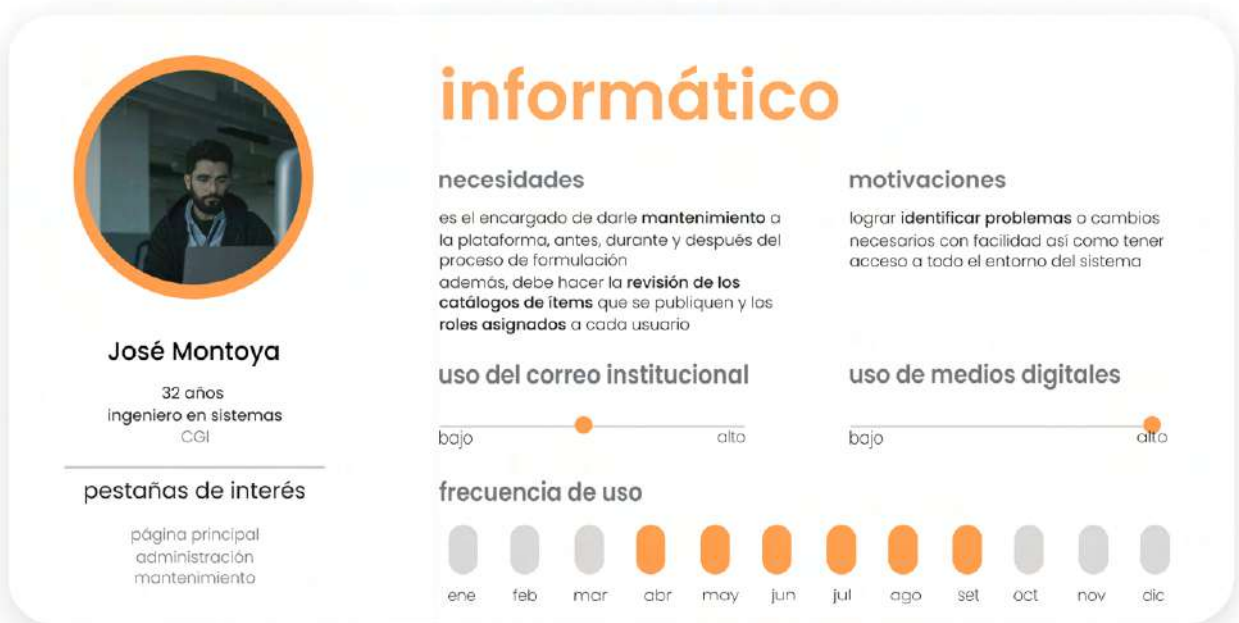 informático
José Montoya
32 años
ingeniero en sistemas
CGI
pestañas de interés
página principal
administración
mantenimiento
necesidades
es el encargado de darle mantenimiento a
la plataforma, antes, durante y después del
proceso de formulación
además, debe hacer la revisión de los
catálogos de ítems que se publiquen y los
roles asignados a cada usuario
motivaciones
lograr identificar problemas o cambios
necesarios con facilidad así como tener
acceso a todo el entorno del sistema
uso del correo institucional
bajo alto
uso de medios digitales
bajo alto
frecuencia de uso
ene feb mar abr may jun jul ago set oct nov dic